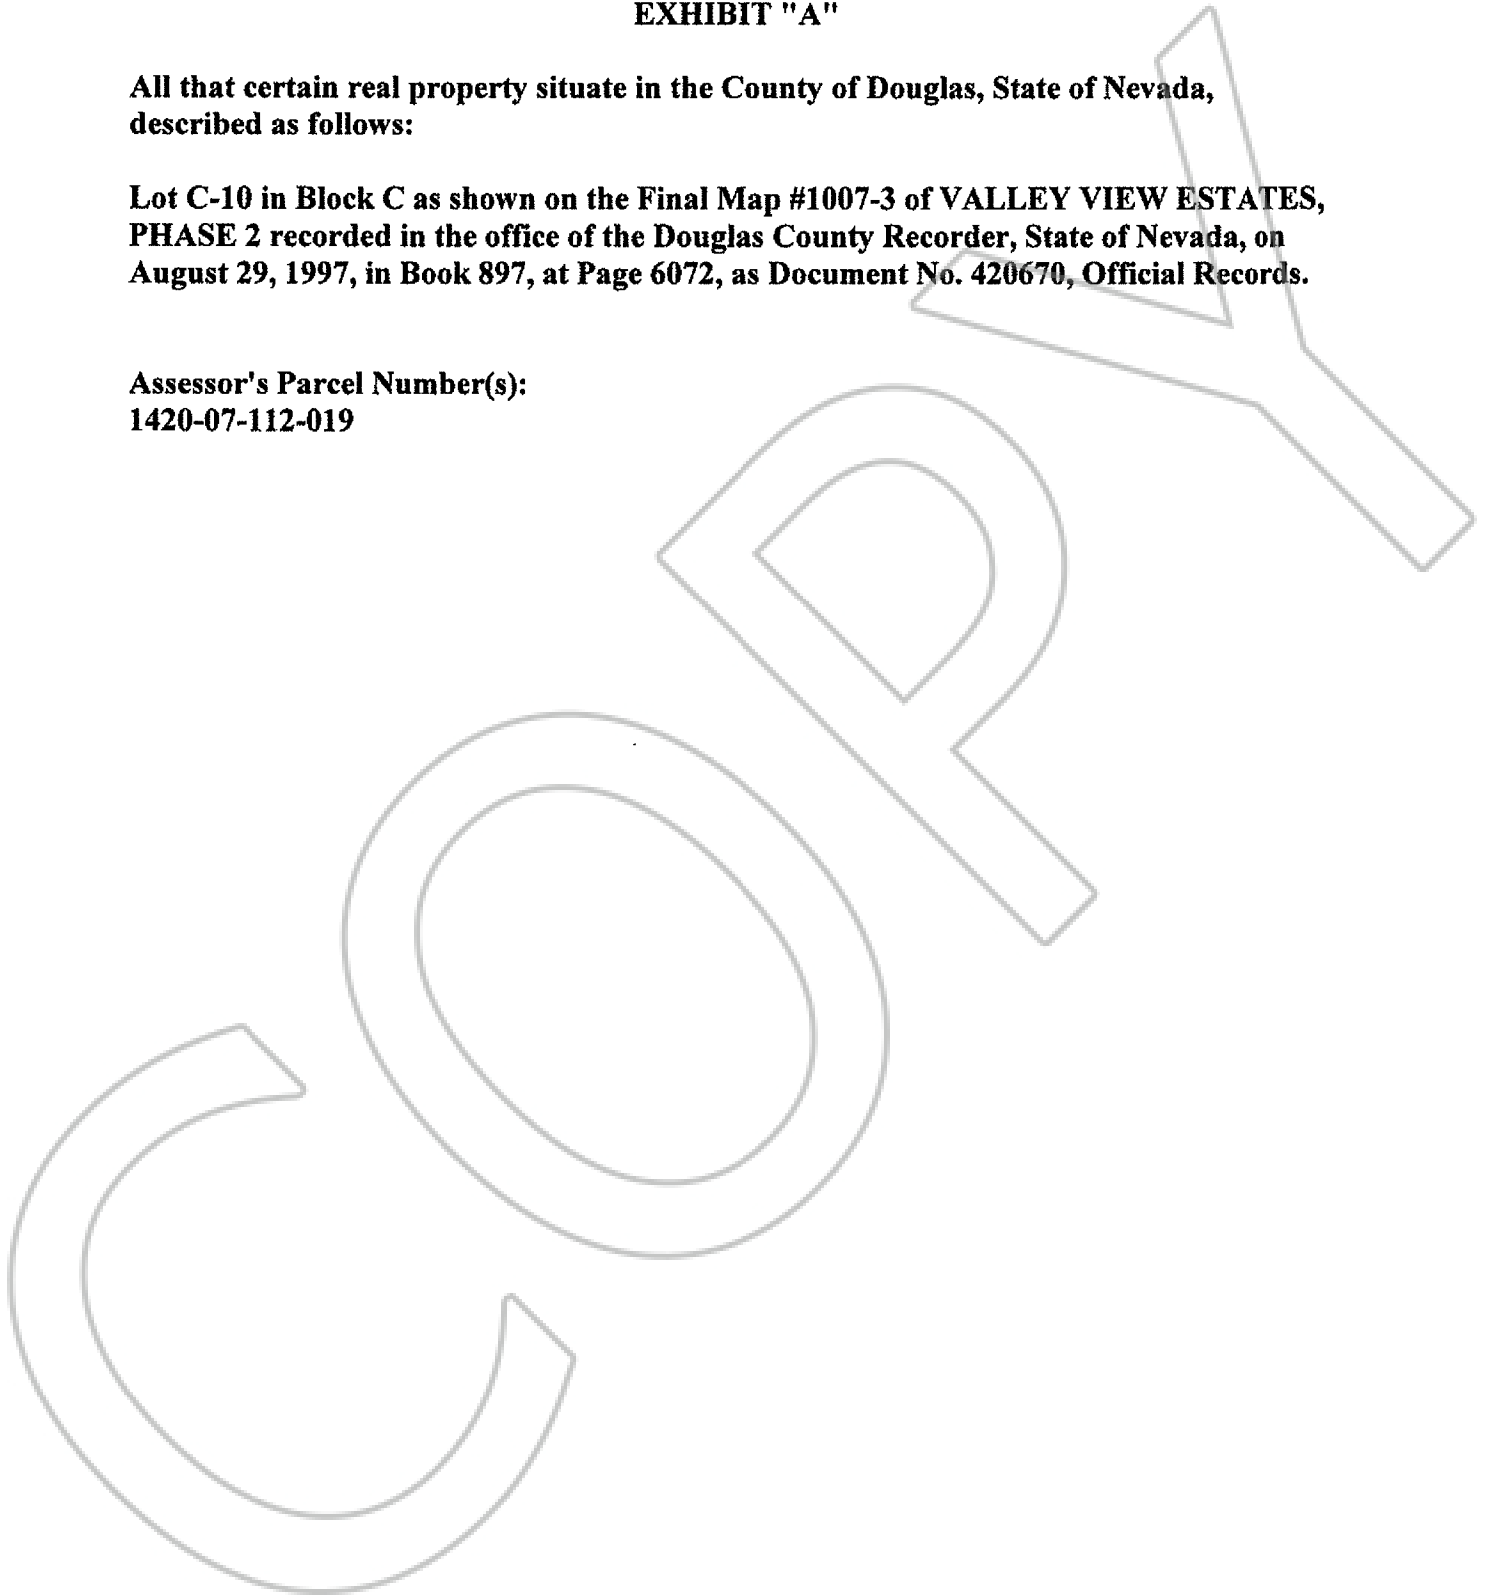 EXHIBIT "A"
All that certain real property situate in the County of Douglas, State of Nevada,
described as follows:
Lot C-10 in Block C as shown on the Final Map #1007-3 of VALLEY VIEW ESTATES,
PHASE 2 recorded in the office of the Douglas County Recorder, State of Nevada, on
August 29, 1997, in Book 897, at Page 6072, as Document No. 420670, Official Records.
Assessor's Parcel Number(s):
1420-07-112-019
COPY